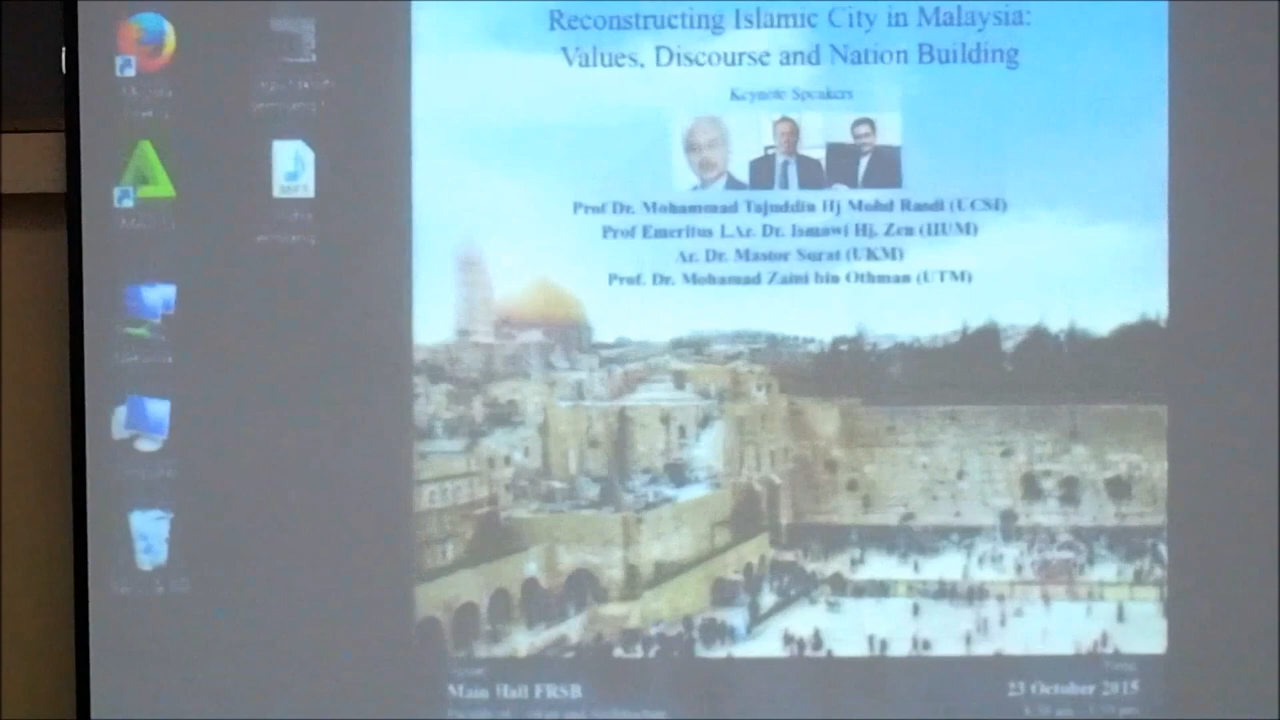 Reconstructing Islamic City in Malaysia:
Values, Discourse and Nation Building
Keynote Speakers
Prof Dr. Mohammad Tajuddin Hj Mohd Rasdi (UCSI)
Prof Emeritus LAr. Dr. Ismawi Hj. Zen (IIUM)
Ar. Dr. Mastor Surat (UKM)
Prof. Dr. Mohamad Zaini bin Othman (UTM)
MP3
Main Hall FRSB
23 October 2015